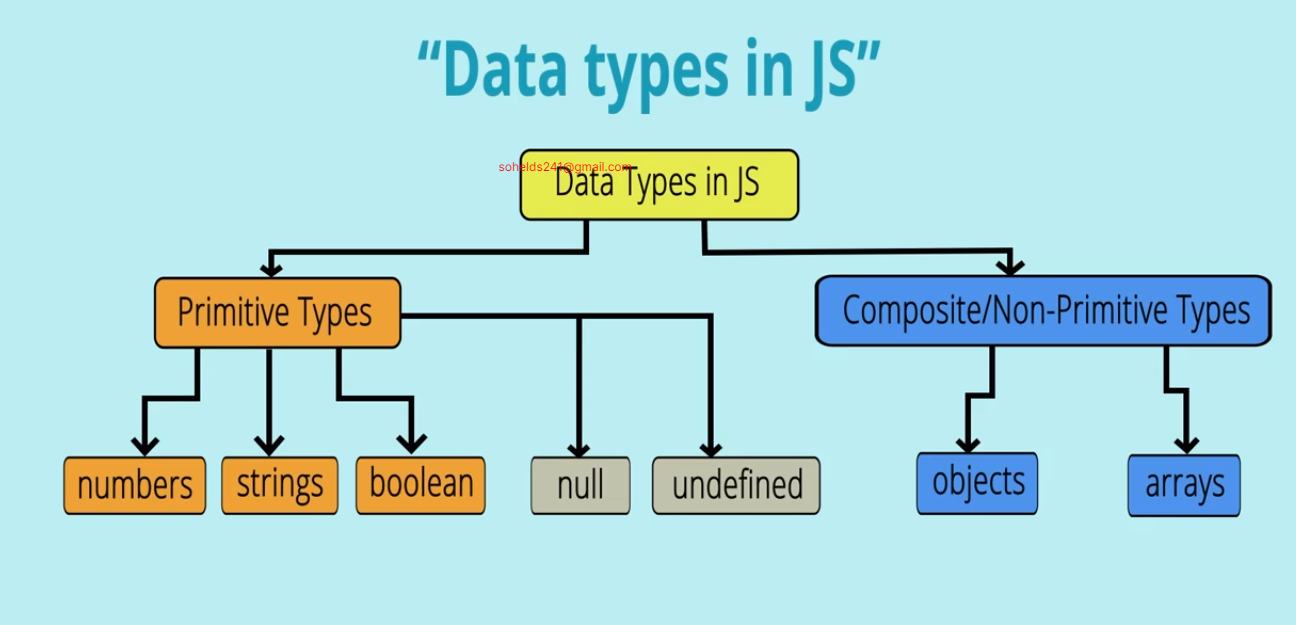 “Data types in JS”
sohelds241@gmail.com
Data Types in JS
Primitive Types
Composite/Non-Primitive Types
numbers
strings
boolean
null
undefined
objects
arrays